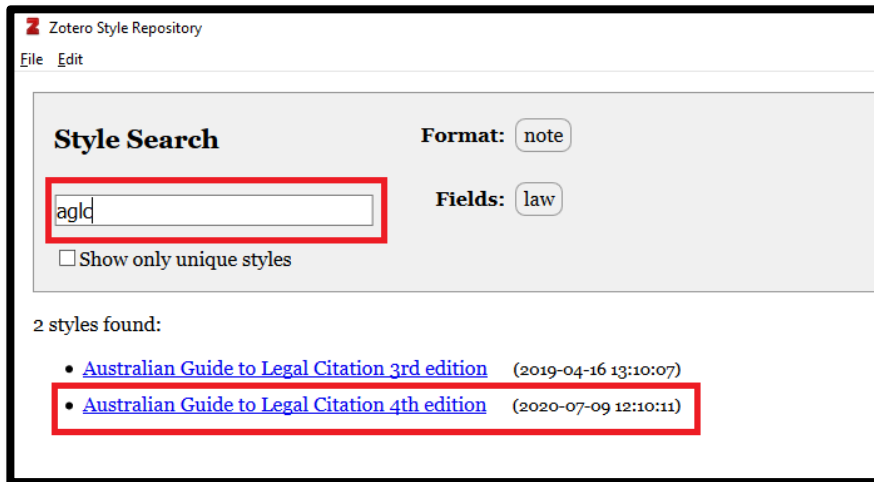 Zotero Style Repository
File Edit
Style Search
Format: note
aglc
Fields: law
Show only unique styles
2 styles found:
• Australian Guide to Legal Citation 3rd edition (2019-04-16 13:10:07)
• Australian Guide to Legal Citation 4th edition (2020-07-09 12:10:11)